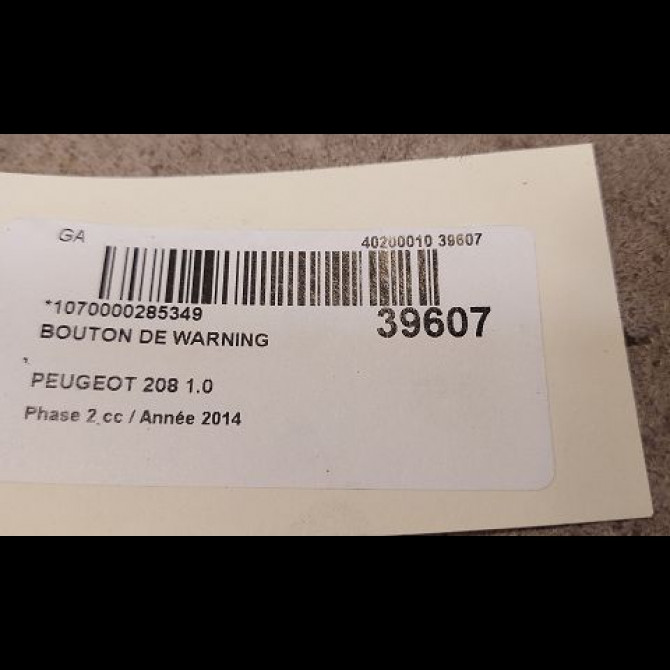 GA
40200010 39607
*1070000285349
39607
BOUTON DE WARNING
PEUGEOT 208 1.0
Phase 2 cc / Année 2014